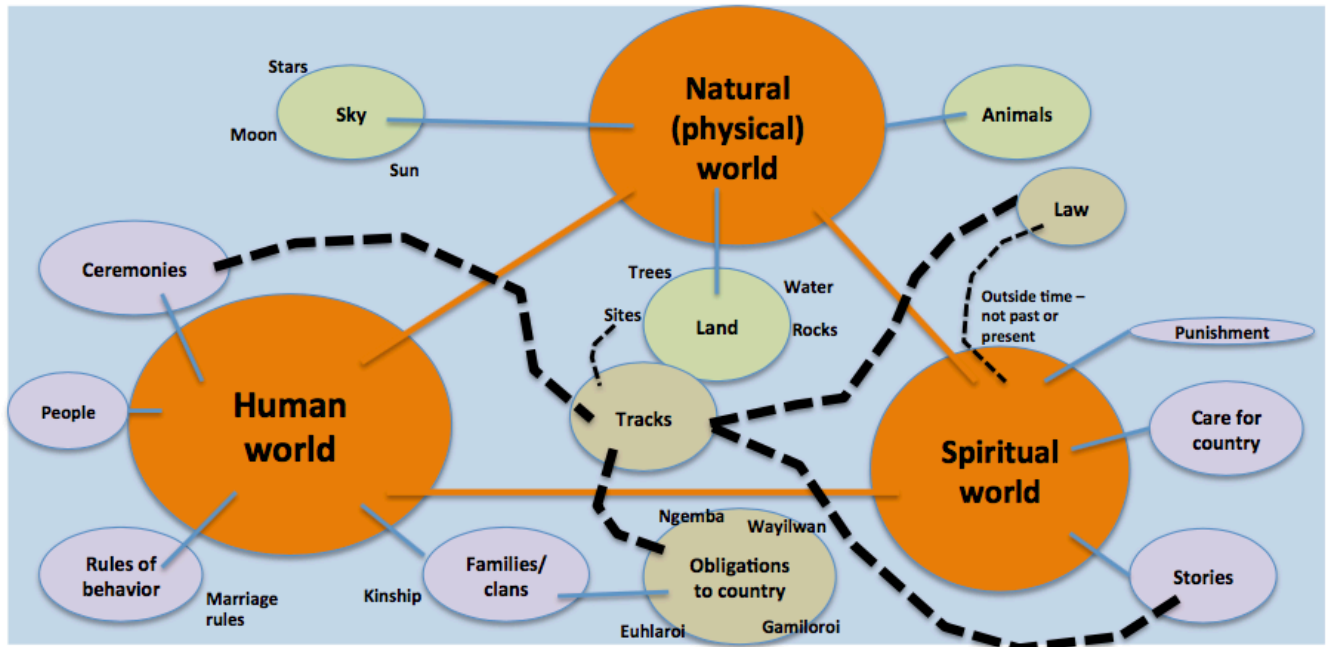 Natural
(physical)
world
Stars
Sky
Moon
Sun
Animals
Law
Ceremonies
Trees
Water
Sites
Land
Rocks
Outside time –
not past or
present
Punishment
People
Human
world
Tracks
Care for
country
Spiritual
world
Ngemba
Wayilwan
Rules of
behavior
Marriage
rules
Kinship
Families/
clans
Obligations
to country
Euhlaroi
Gamiloroi
Stories